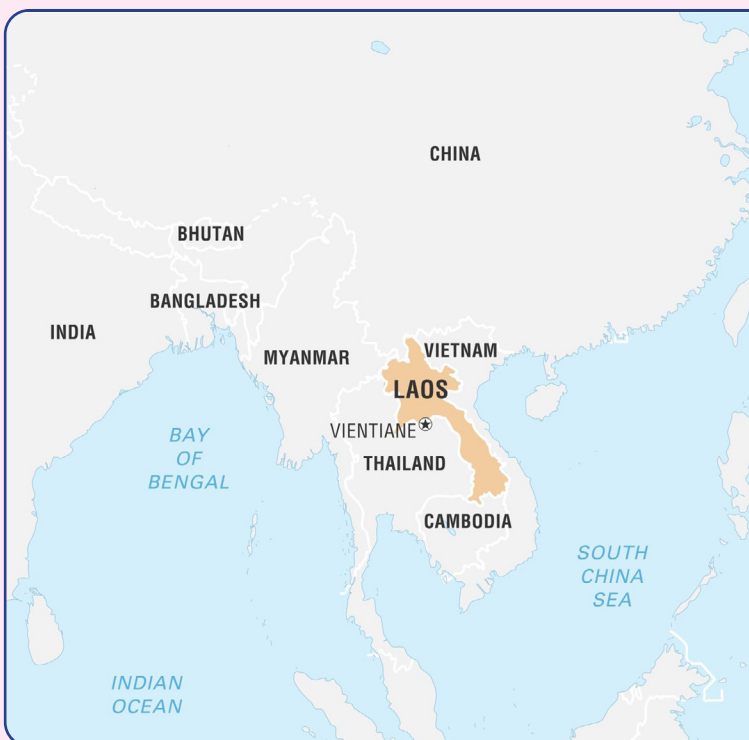 CHINA
BHUTAN
BANGLADESH
INDIA
MYANMAR
VIETNAM
LAOS
VIENTIANE
BAY
OF
BENGAL
THAILAND
CAMBODIA
SOUTH
CHINA
SEA
INDIAN
OCEAN